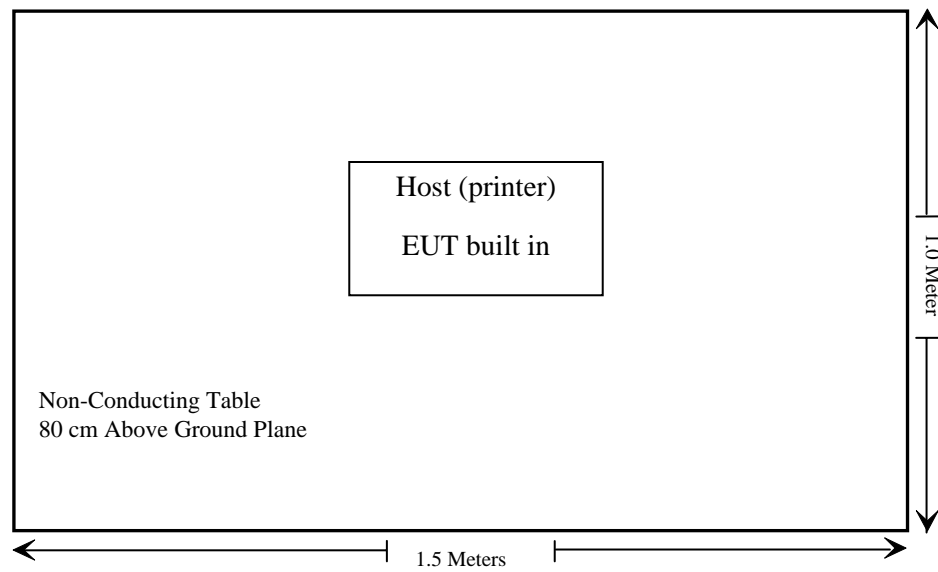 Host (printer)
EUT built in
1.0 Meter
Non-Conducting Table
80 cm Above Ground Plane
1.5 Meters